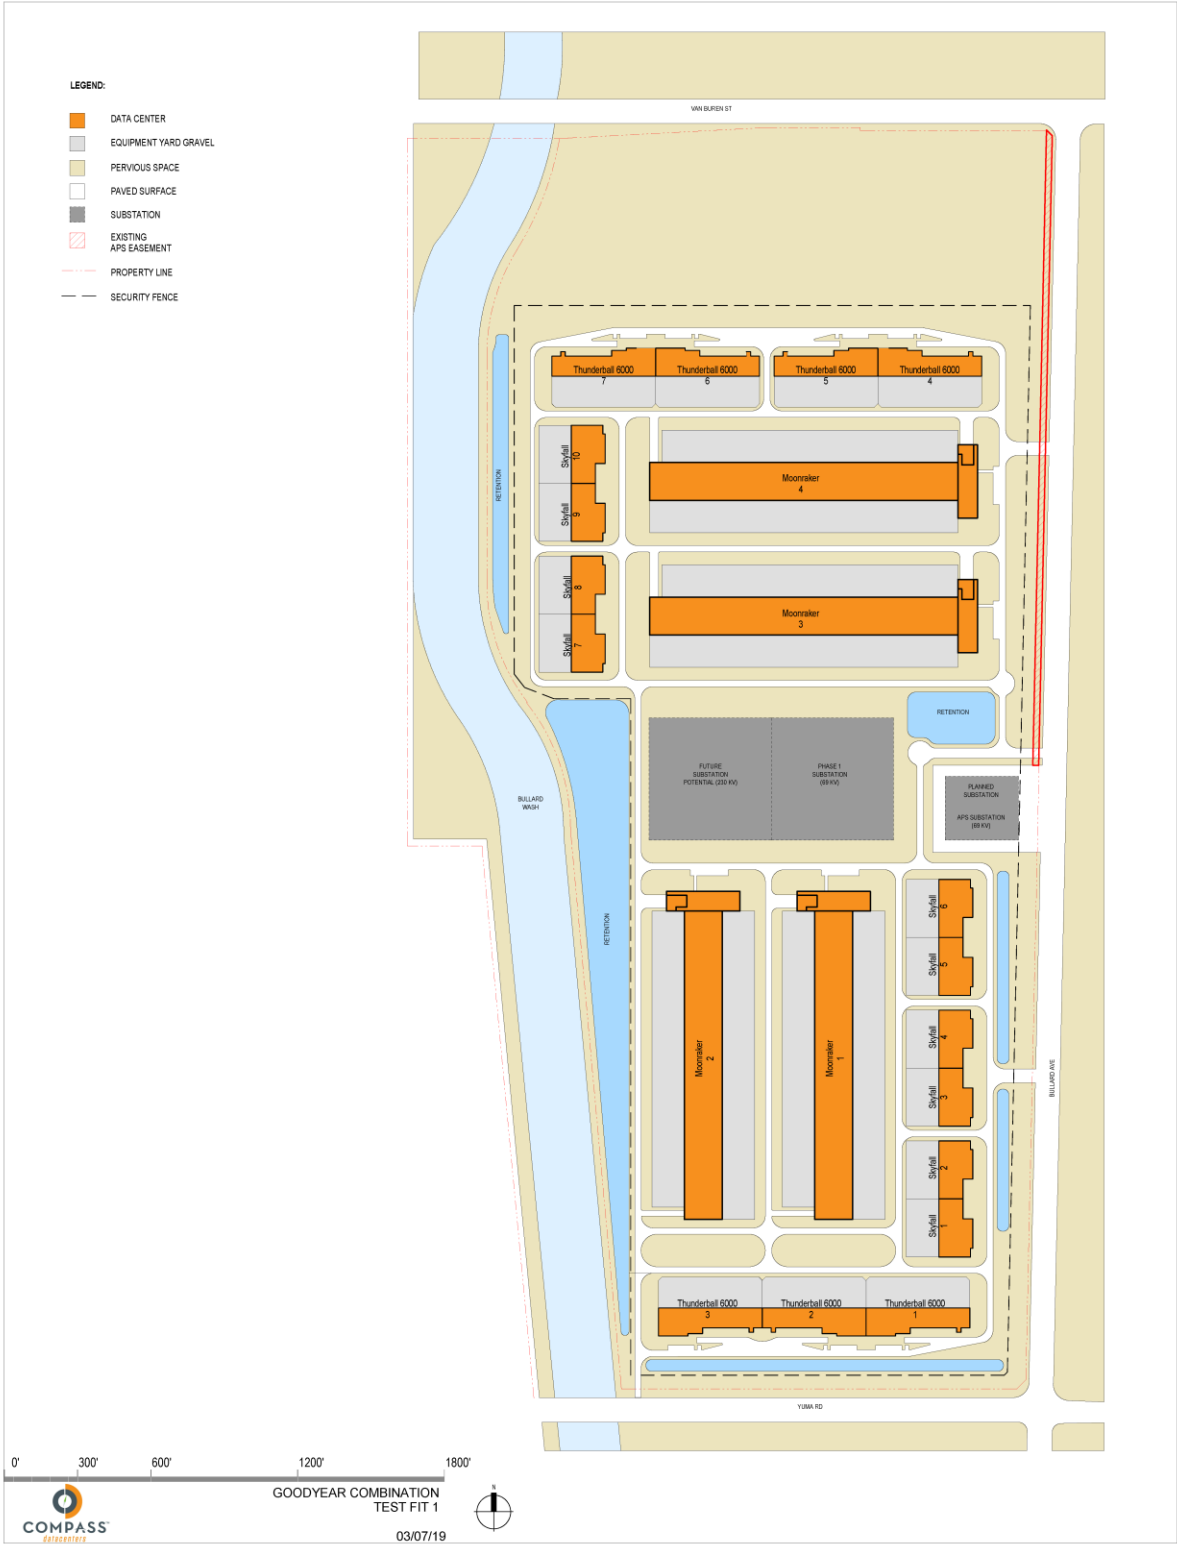 LEGEND:
DATA CENTER
EQUIPMENT YARD GRAVEL
PERVIOUS SPACE
PAVED SURFACE
SUBSTATION
EXISTING
APS EASEMENT
PROPERTY LINE
SECURITY FENCE
VAN BUREN ST
Thunderball 6000
7
Thunderball 6000
6
Thunderball 6000
5
Thunderball 6000
4
Skyfall
10
Skyfall
9
Moonraker
4
RETENTION
Skyfall
8
Skyfall
7
Moonraker
3
RETENTION
FUTURE
SUBSTATION
POTENTIAL (230 KV)
PHASE 1
SUBSTATION
(69 KV)
PLANNED
SUBSTATION
APS SUBSTATION
(69 KV)
BULLARD
WASH
RETENTION
Skyfall
6
Skyfall
5
Moonraker
2
Moonraker
1
Skyfall
4
Skyfall
3
BULLARD AVE
Skyfall
2
Skyfall
1
Thunderball 6000
3
Thunderball 6000
2
Thunderball 6000
1
YUMA RD
0' 300' 600' 1200' 1800'
GOODYEAR COMBINATION
TEST FIT 1
03/07/19
N
COMPASS
datacenters